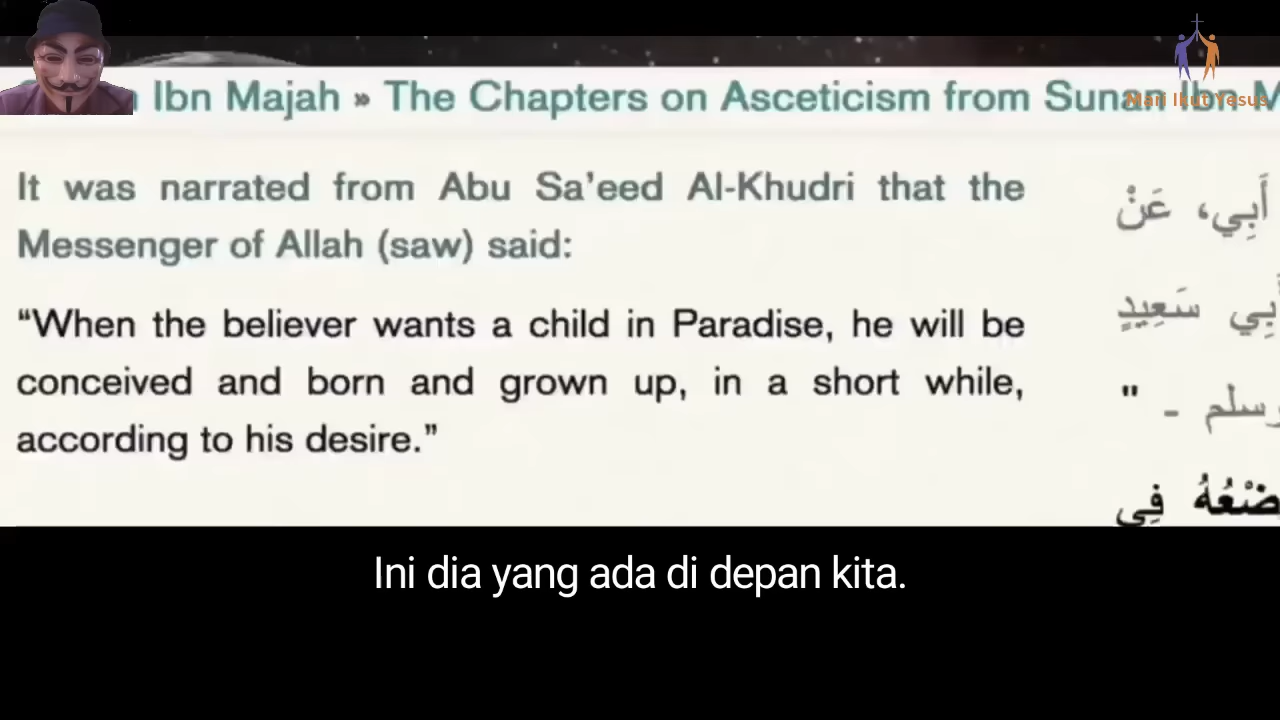 Ibn Majah » The Chapters on Asceticism from Sunan Ibn M
Mari Ikut Yesus
It was narrated from Abu Sa’eed Al-Khudri that the
Messenger of Allah (saw) said:
“When the believer wants a child in Paradise, he will be
conceived and born and grown up, in a short while,
according to his desire.”
أَبِي، عَنْ
سَعِيدٍ
وسلم ـ "
فِي
Ini dia yang ada di depan kita.